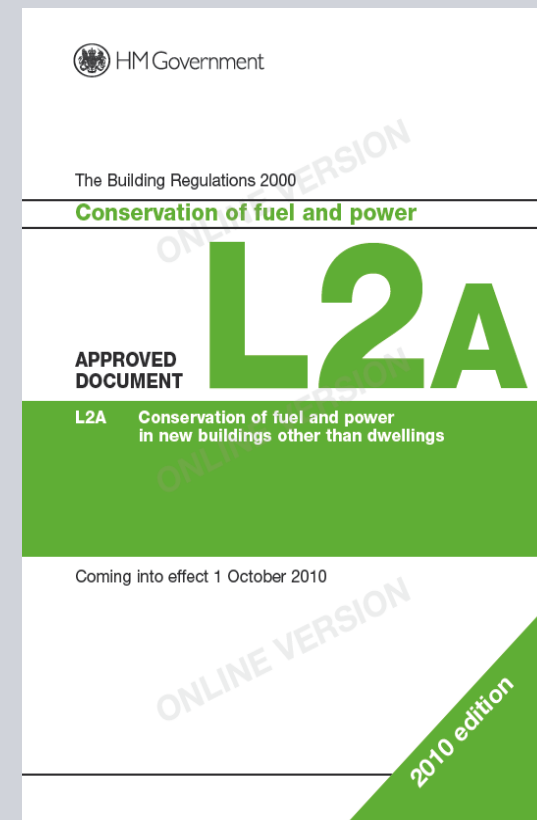 HM Government
The Building Regulations 2000
Conservation of fuel and power
L2A
APPROVED
DOCUMENT
L2A Conservation of fuel and power
in new buildings other than dwellings
Coming into effect 1 October 2010
2010 edition
ONLINE VERSION
ONLINE VERSION
ONLINE VERSION